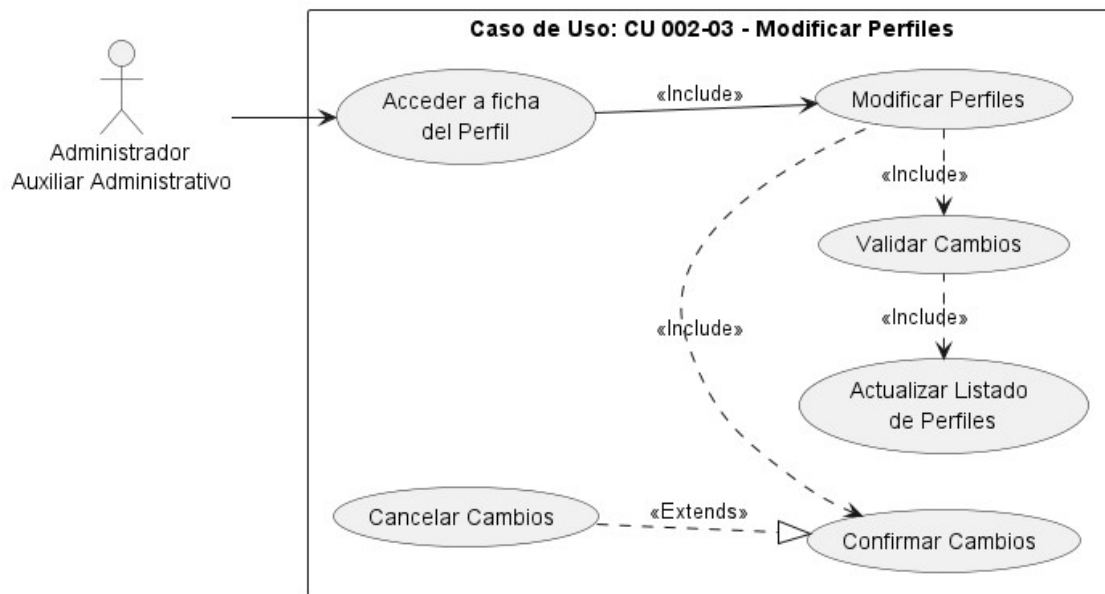 Caso de Uso: CU 002-03 - Modificar Perfiles
Administrador
Auxiliar Administrativo
Acceder a ficha
del Perfil
«Include»
Modificar Perfiles
«Include»
Validar Cambios
«Include»
«Include»
Actualizar Listado
de Perfiles
Cancelar Cambios
«Extends»
Confirmar Cambios